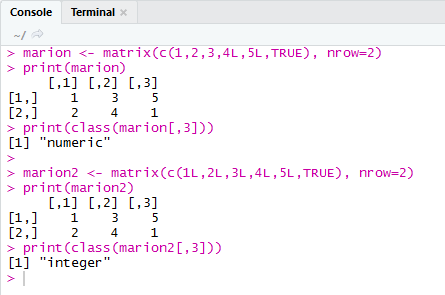 Console Terminal ×
~/
> marion <- matrix(c(1,2,3,4L,5L,TRUE), nrow=2)
> print(marion)
     [,1] [,2] [,3]
[1,]    1    3    5
[2,]    2    4    1
> print(class(marion[,3]))
[1] "numeric"
>
> marion2 <- matrix(c(1L,2L,3L,4L,5L,TRUE), nrow=2)
> print(marion2)
     [,1] [,2] [,3]
[1,]    1    3    5
[2,]    2    4    1
> print(class(marion2[,3]))
[1] "integer"
>